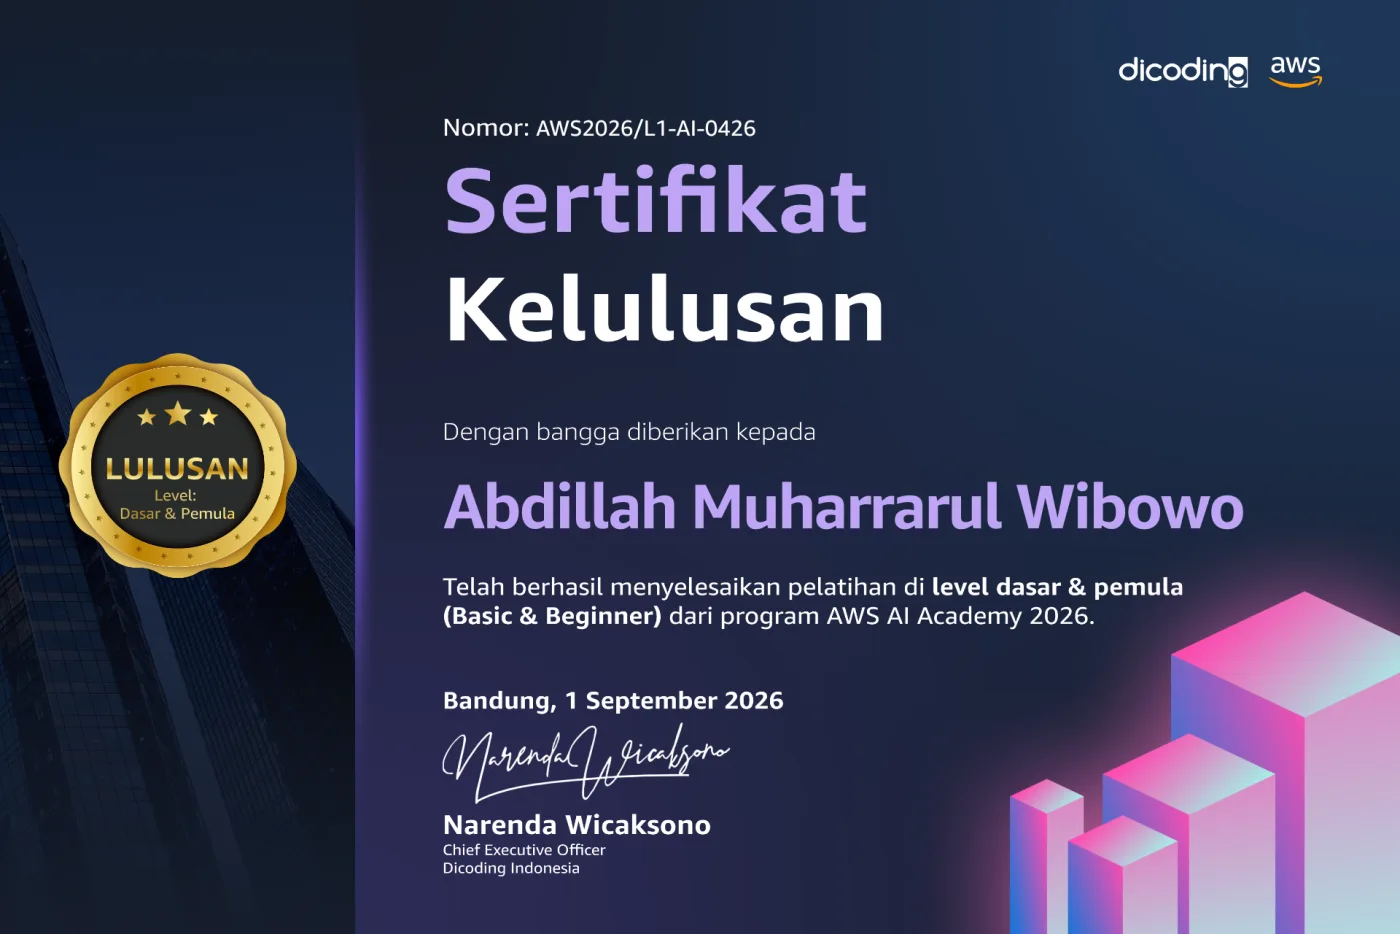 dicoding aws
Nomor: AWS2026/L1-AI-0426
Sertifikat
Kelulusan
Dengan bangga diberikan kepada
Abdillah Muharrarul Wibowo
Telah berhasil menyelesaikan pelatihan di level dasar & pemula
(Basic & Beginner) dari program AWS AI Academy 2026.
Bandung, 1 September 2026
Narenda Wicaksono
Narenda Wicaksono
Chief Executive Officer
Dicoding Indonesia
LULUSAN
Level:
Dasar & Pemula